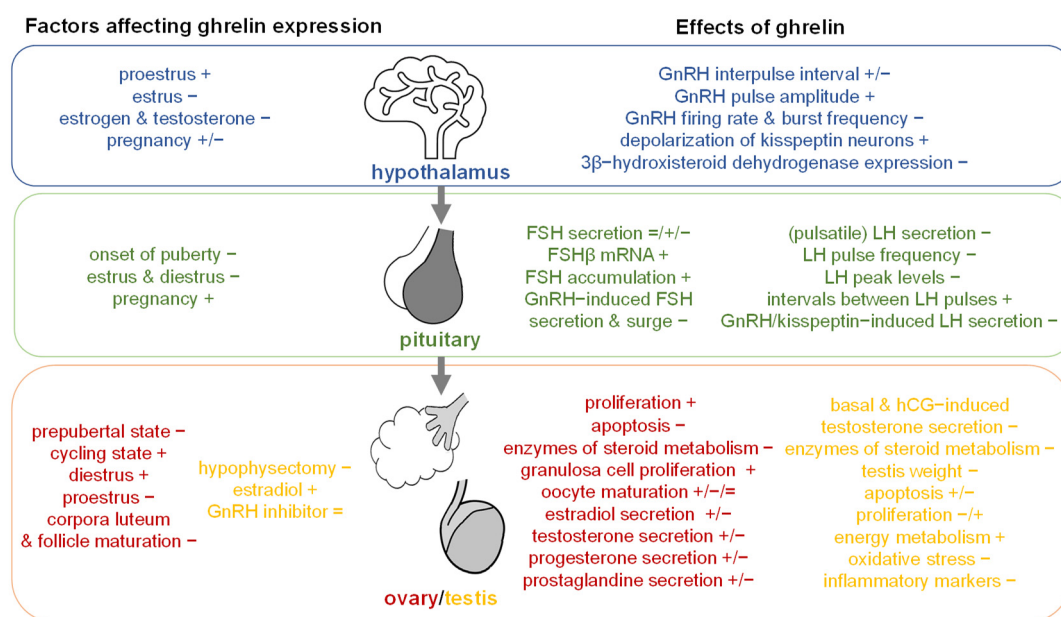 Factors affecting ghrelin expression
Effects of ghrelin
proestrus +
estrus −
estrogen & testosterone −
pregnancy +/−
hypothalamus
GnRH interpulse interval +/−
GnRH pulse amplitude +
GnRH firing rate & burst frequency −
depolarization of kisspeptin neurons +
3β−hydroxisteroid dehydrogenase expression −
onset of puberty −
estrus & diestrus −
pregnancy +
pituitary
FSH secretion =/+/−
FSHβ mRNA +
FSH accumulation +
GnRH−induced FSH
secretion & surge −
(pulsatile) LH secretion −
LH pulse frequency −
LH peak levels −
intervals between LH pulses +
GnRH/kisspeptin−induced LH secretion −
prepubertal state −
cycling state +
diestrus +
proestrus −
corpora luteum
& follicle maturation −
hypophysectomy −
estradiol +
GnRH inhibitor =
ovary/testis
proliferation +
apoptosis −
enzymes of steroid metabolism −
granulosa cell proliferation +
oocyte maturation +/−/=
estradiol secretion +/−
testosterone secretion +/−
progesterone secretion +/−
prostaglandine secretion +/−
basal & hCG−induced
testosterone secretion −
enzymes of steroid metabolism −
testis weight −
apoptosis +/−
proliferation −/+
energy metabolism +
oxidative stress −
inflammatory markers −